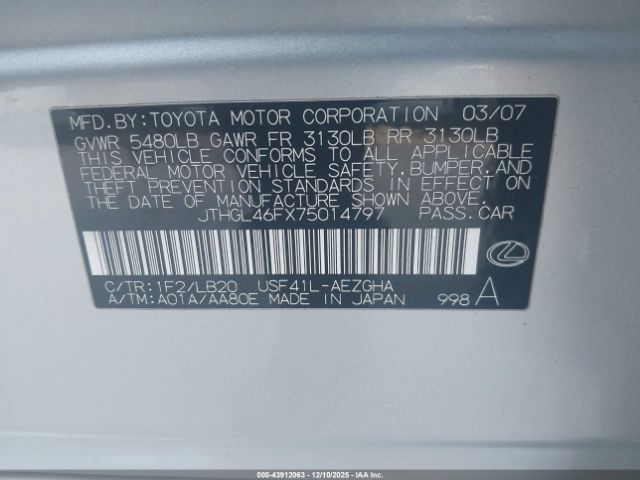 MFD.BY:TOYOTA MOTOR CORPORATION 03/07
GVWR 5480LB GAWR FR 3130LB RR 3130LB
THIS VEHICLE CONFORMS TO ALL APPLICABLE
FEDERAL MOTOR VEHICLE SAFETY,BUMPER,AND
THEFT PREVENTION STANDARDS IN EFFECT ON
THE DATE OF MANUFACTURE SHOWN ABOVE.
JTHGL46FX75014797 PASS.CAR
C/TR:1F2/LB20 USF41L-AEZGHA
A/TM:A01A/AA80E MADE IN JAPAN 998 A
000-43912063 - 12/10/2025 - IAAI.COM